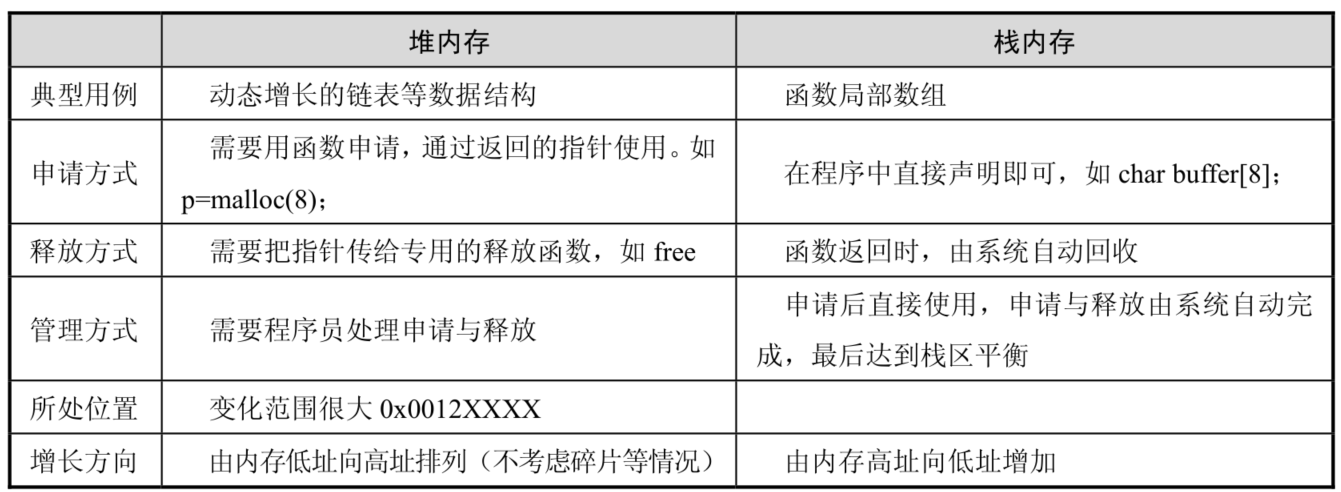 堆内存 栈内存
典型用例 动态增长的链表等数据结构 函数局部数组
申请方式 需要用函数申请，通过返回的指针使用。如
p=malloc(8)； 在程序中直接声明即可，如 char buffer[8]；
释放方式 需要把指针传给专用的释放函数，如 free 函数返回时，由系统自动回收
管理方式 需要程序员处理申请与释放 申请后直接使用，申请与释放由系统自动完
成，最后达到栈区平衡
所处位置 变化范围很大 0x0012XXXX
增长方向 由内存低址向高址排列（不考虑碎片等情况） 由内存高址向低址增加